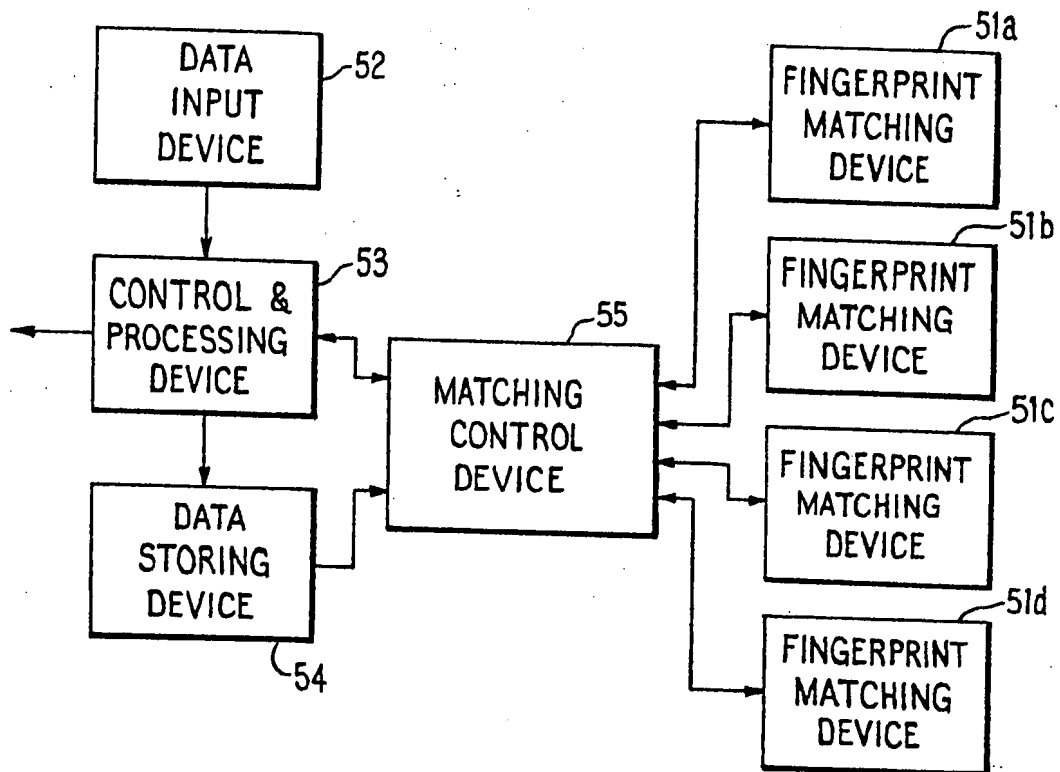 DATA
INPUT
DEVICE
52
CONTROL &
PROCESSING
DEVICE
53
DATA
STORING
DEVICE
54
MATCHING
CONTROL
DEVICE
55
FINGERPRINT
MATCHING
DEVICE
51a
FINGERPRINT
MATCHING
DEVICE
51b
FINGERPRINT
MATCHING
DEVICE
51c
FINGERPRINT
MATCHING
DEVICE
51d